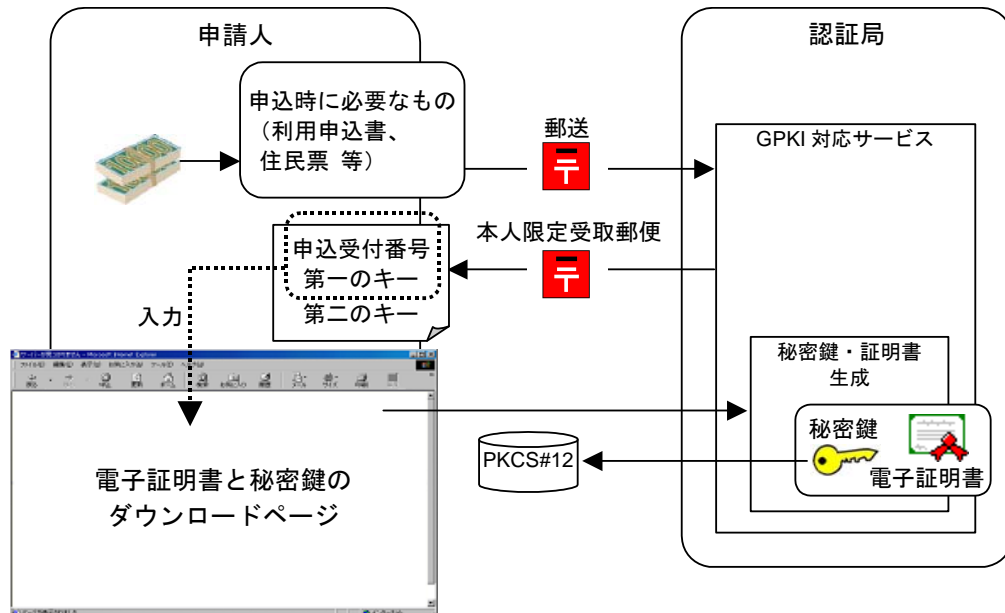 申請人
申込時に必要なもの
（利用申込書、
住民票 等）
申込受付番号
第一のキー
第二のキー
入力
電子証明書と秘密鍵の
ダウンロードページ
郵送
本人限定受取郵便
PKCS#12
認証局
GPKI 対応サービス
秘密鍵・証明書
生成
秘密鍵
電子証明書